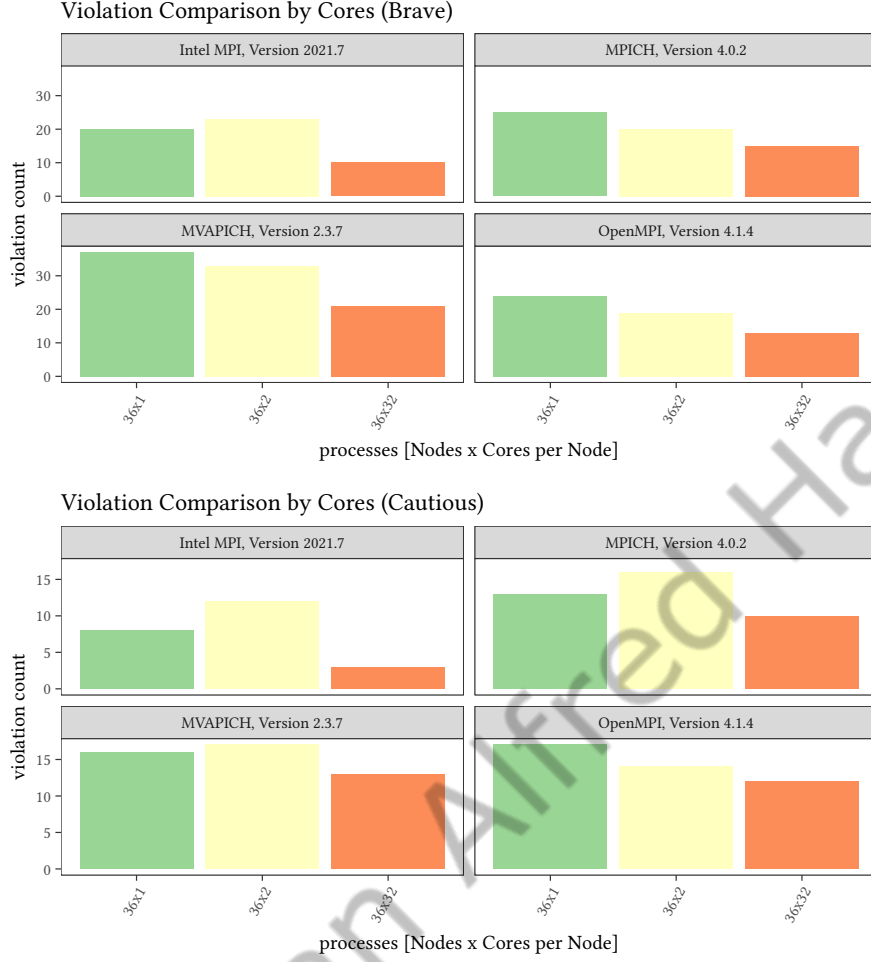 Violation Comparison by Cores (Brave)
Intel MPI, Version 2021.7
MPICH, Version 4.0.2
30
20
10
0
MVAPICH, Version 2.3.7
OpenMPI, Version 4.1.4
30
20
10
0
violation count
36x1
36x2
36x32
36x1
36x2
36x32
processes [Nodes x Cores per Node]
Violation Comparison by Cores (Cautious)
Intel MPI, Version 2021.7
MPICH, Version 4.0.2
15
10
5
0
MVAPICH, Version 2.3.7
OpenMPI, Version 4.1.4
15
10
5
0
violation count
36x1
36x2
36x32
36x1
36x2
36x32
processes [Nodes x Cores per Node]
Alfred